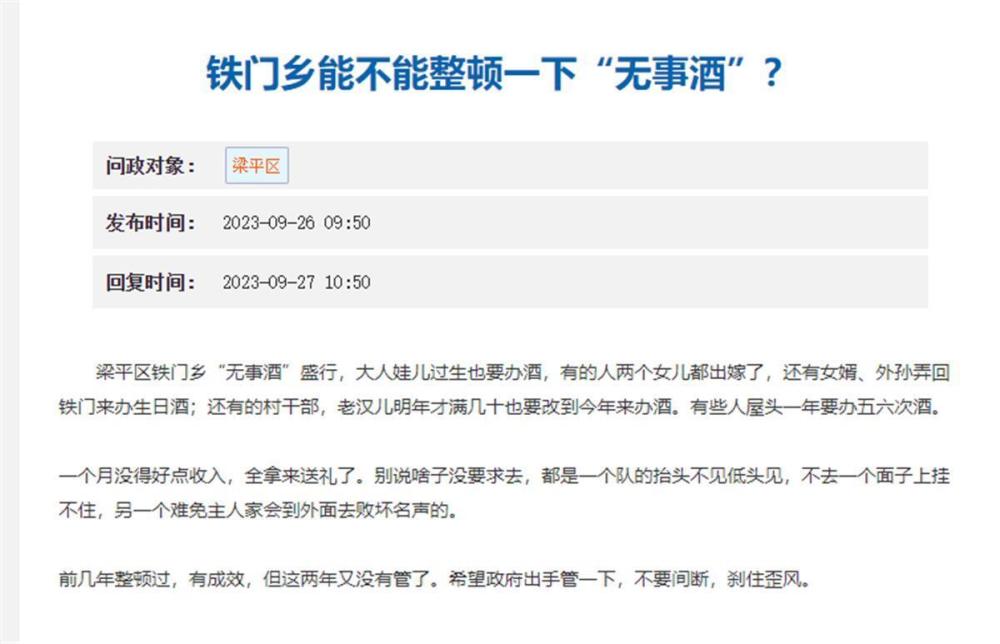 铁门乡能不能整顿一下“无事酒”？
问政对象： 梁平区
发布时间： 2023-09-26 09:50
回复时间： 2023-09-27 10:50
梁平区铁门乡“无事酒”盛行，大人娃儿过生也要办酒，有的人两个女儿都出嫁了，还有女婿、外孙弄回
铁门来办生日酒；还有的村干部，老汉儿明年才满几十也要改到今年来办酒。有些人屋头一年要办五六次酒。
一个月没得好点收入，全拿来送礼了。别说啥子没要求去，都是一个队的抬头不见低头见，不去一个面子上挂
不住，另一个难免主人家会到外面去败坏名声的。
前几年整顿过，有成效，但这两年又没有管了。希望政府出手管一下，不要间断，刹住歪风。